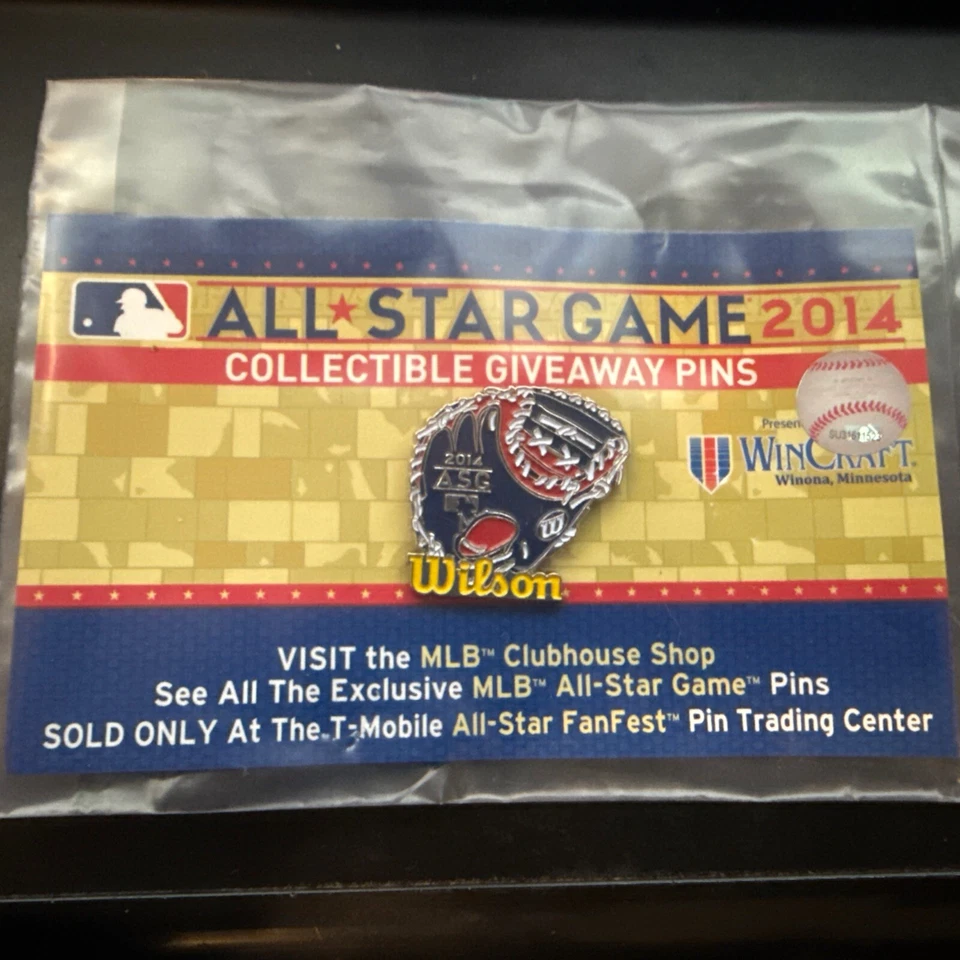 ALL★STAR GAME 2014
COLLECTIBLE GIVEAWAY PINS
WINCRAFT.
Winona, Minnesota
2014
ASG
W
Wilson
VISIT the MLB™ Clubhouse Shop
See All The Exclusive MLB™ All-Star Game™ Pins
SOLD ONLY At The T-Mobile All-Star FanFest™ Pin Trading Center